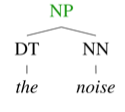 NP
DT NN
the noise